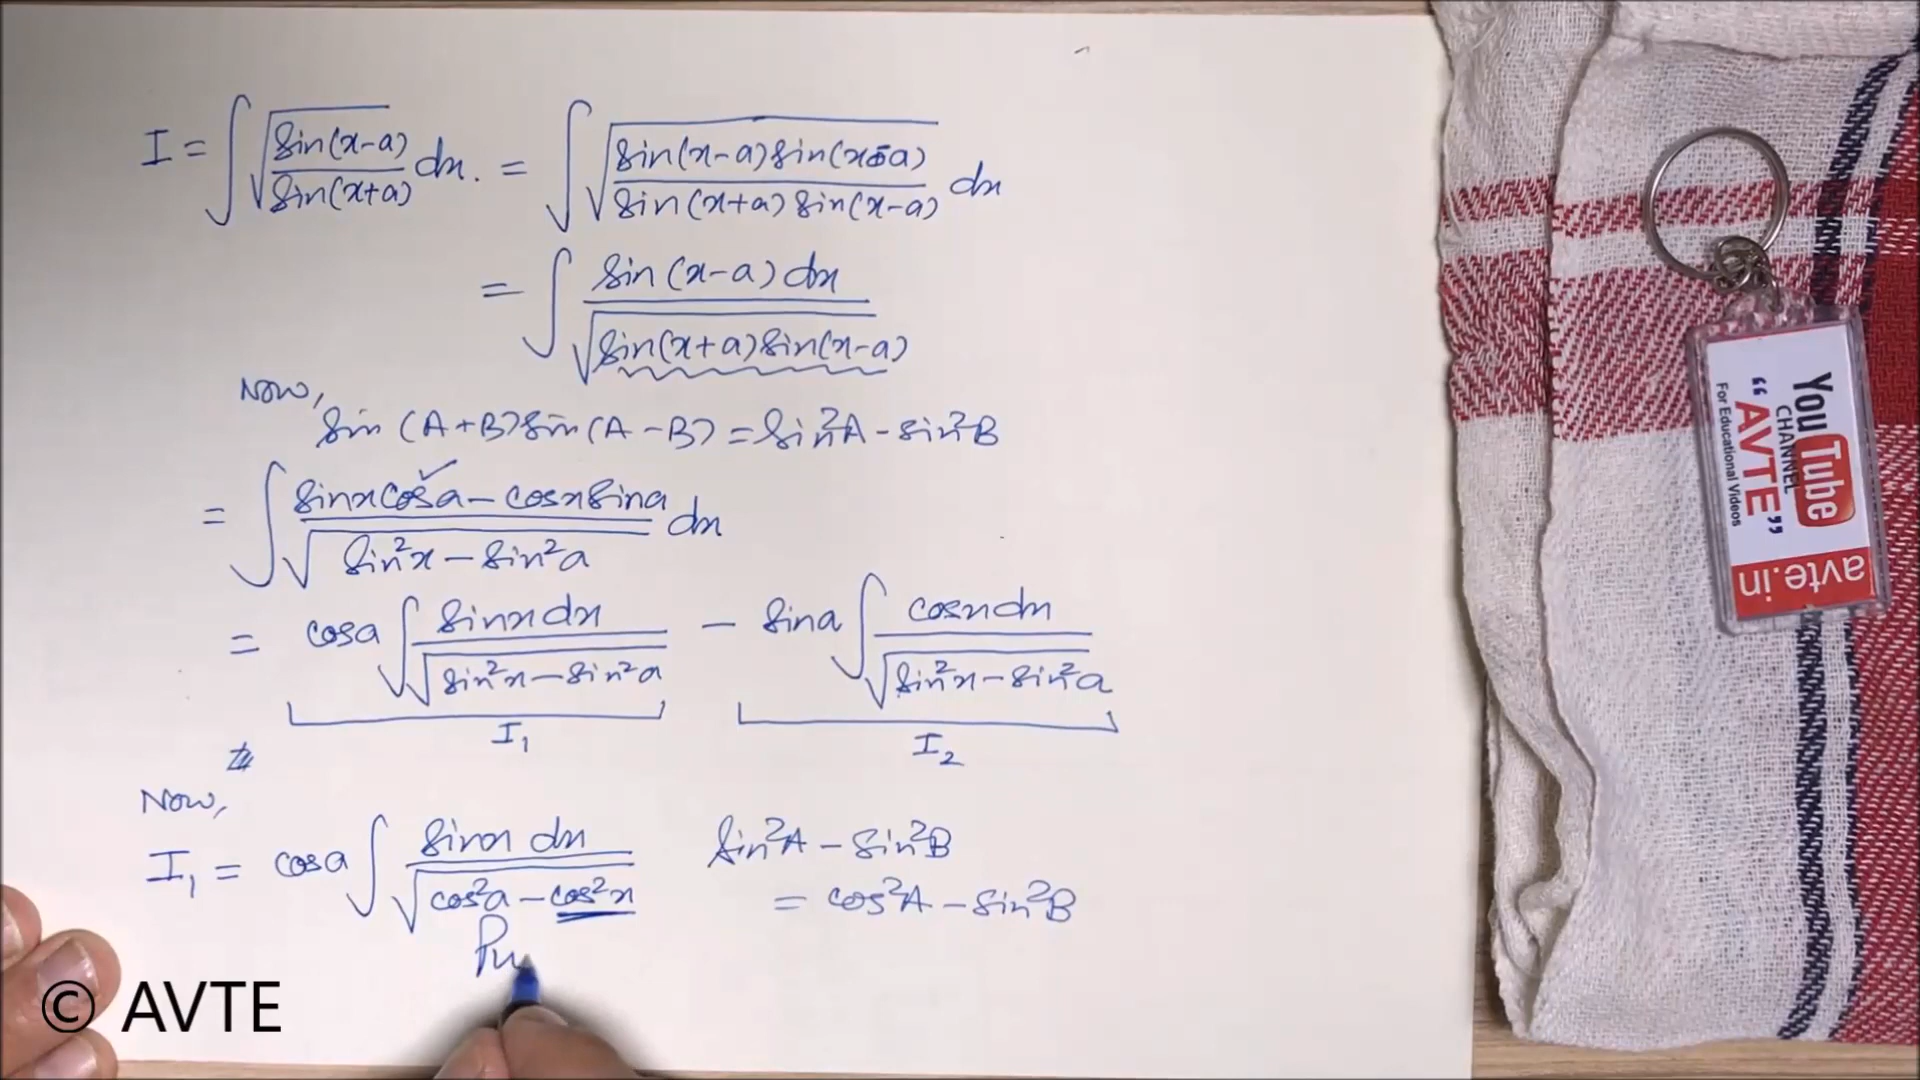 I = ∫ √(sin(x-a)/sin(x+a)) dx. = ∫ √(sin(x-a) sin(x-a)/sin(x+a) sin(x-a)) dx
= ∫ sin(x-a) dx / √(sin(x+a) sin(x-a))
Now,
sin(A+B) sin(A-B) = sin²A - sin²B
= ∫ (sinx cosa - cosx sina) / √(sin²x - sin²a) dx
= cosa ∫ sinx dx / √(sin²x - sin²a) - sina ∫ cosx dx / √(sin²x - sin²a)
I₁ I₂
Now,
I₁ = cosa ∫ sinx dx / √(cos²a - cos²x)
sin²A - sin²B
= cos²A - sin²B
Pu
© AVTE
YouTube
CHANNEL
“AVTE”
For Educational Videos
avte.in